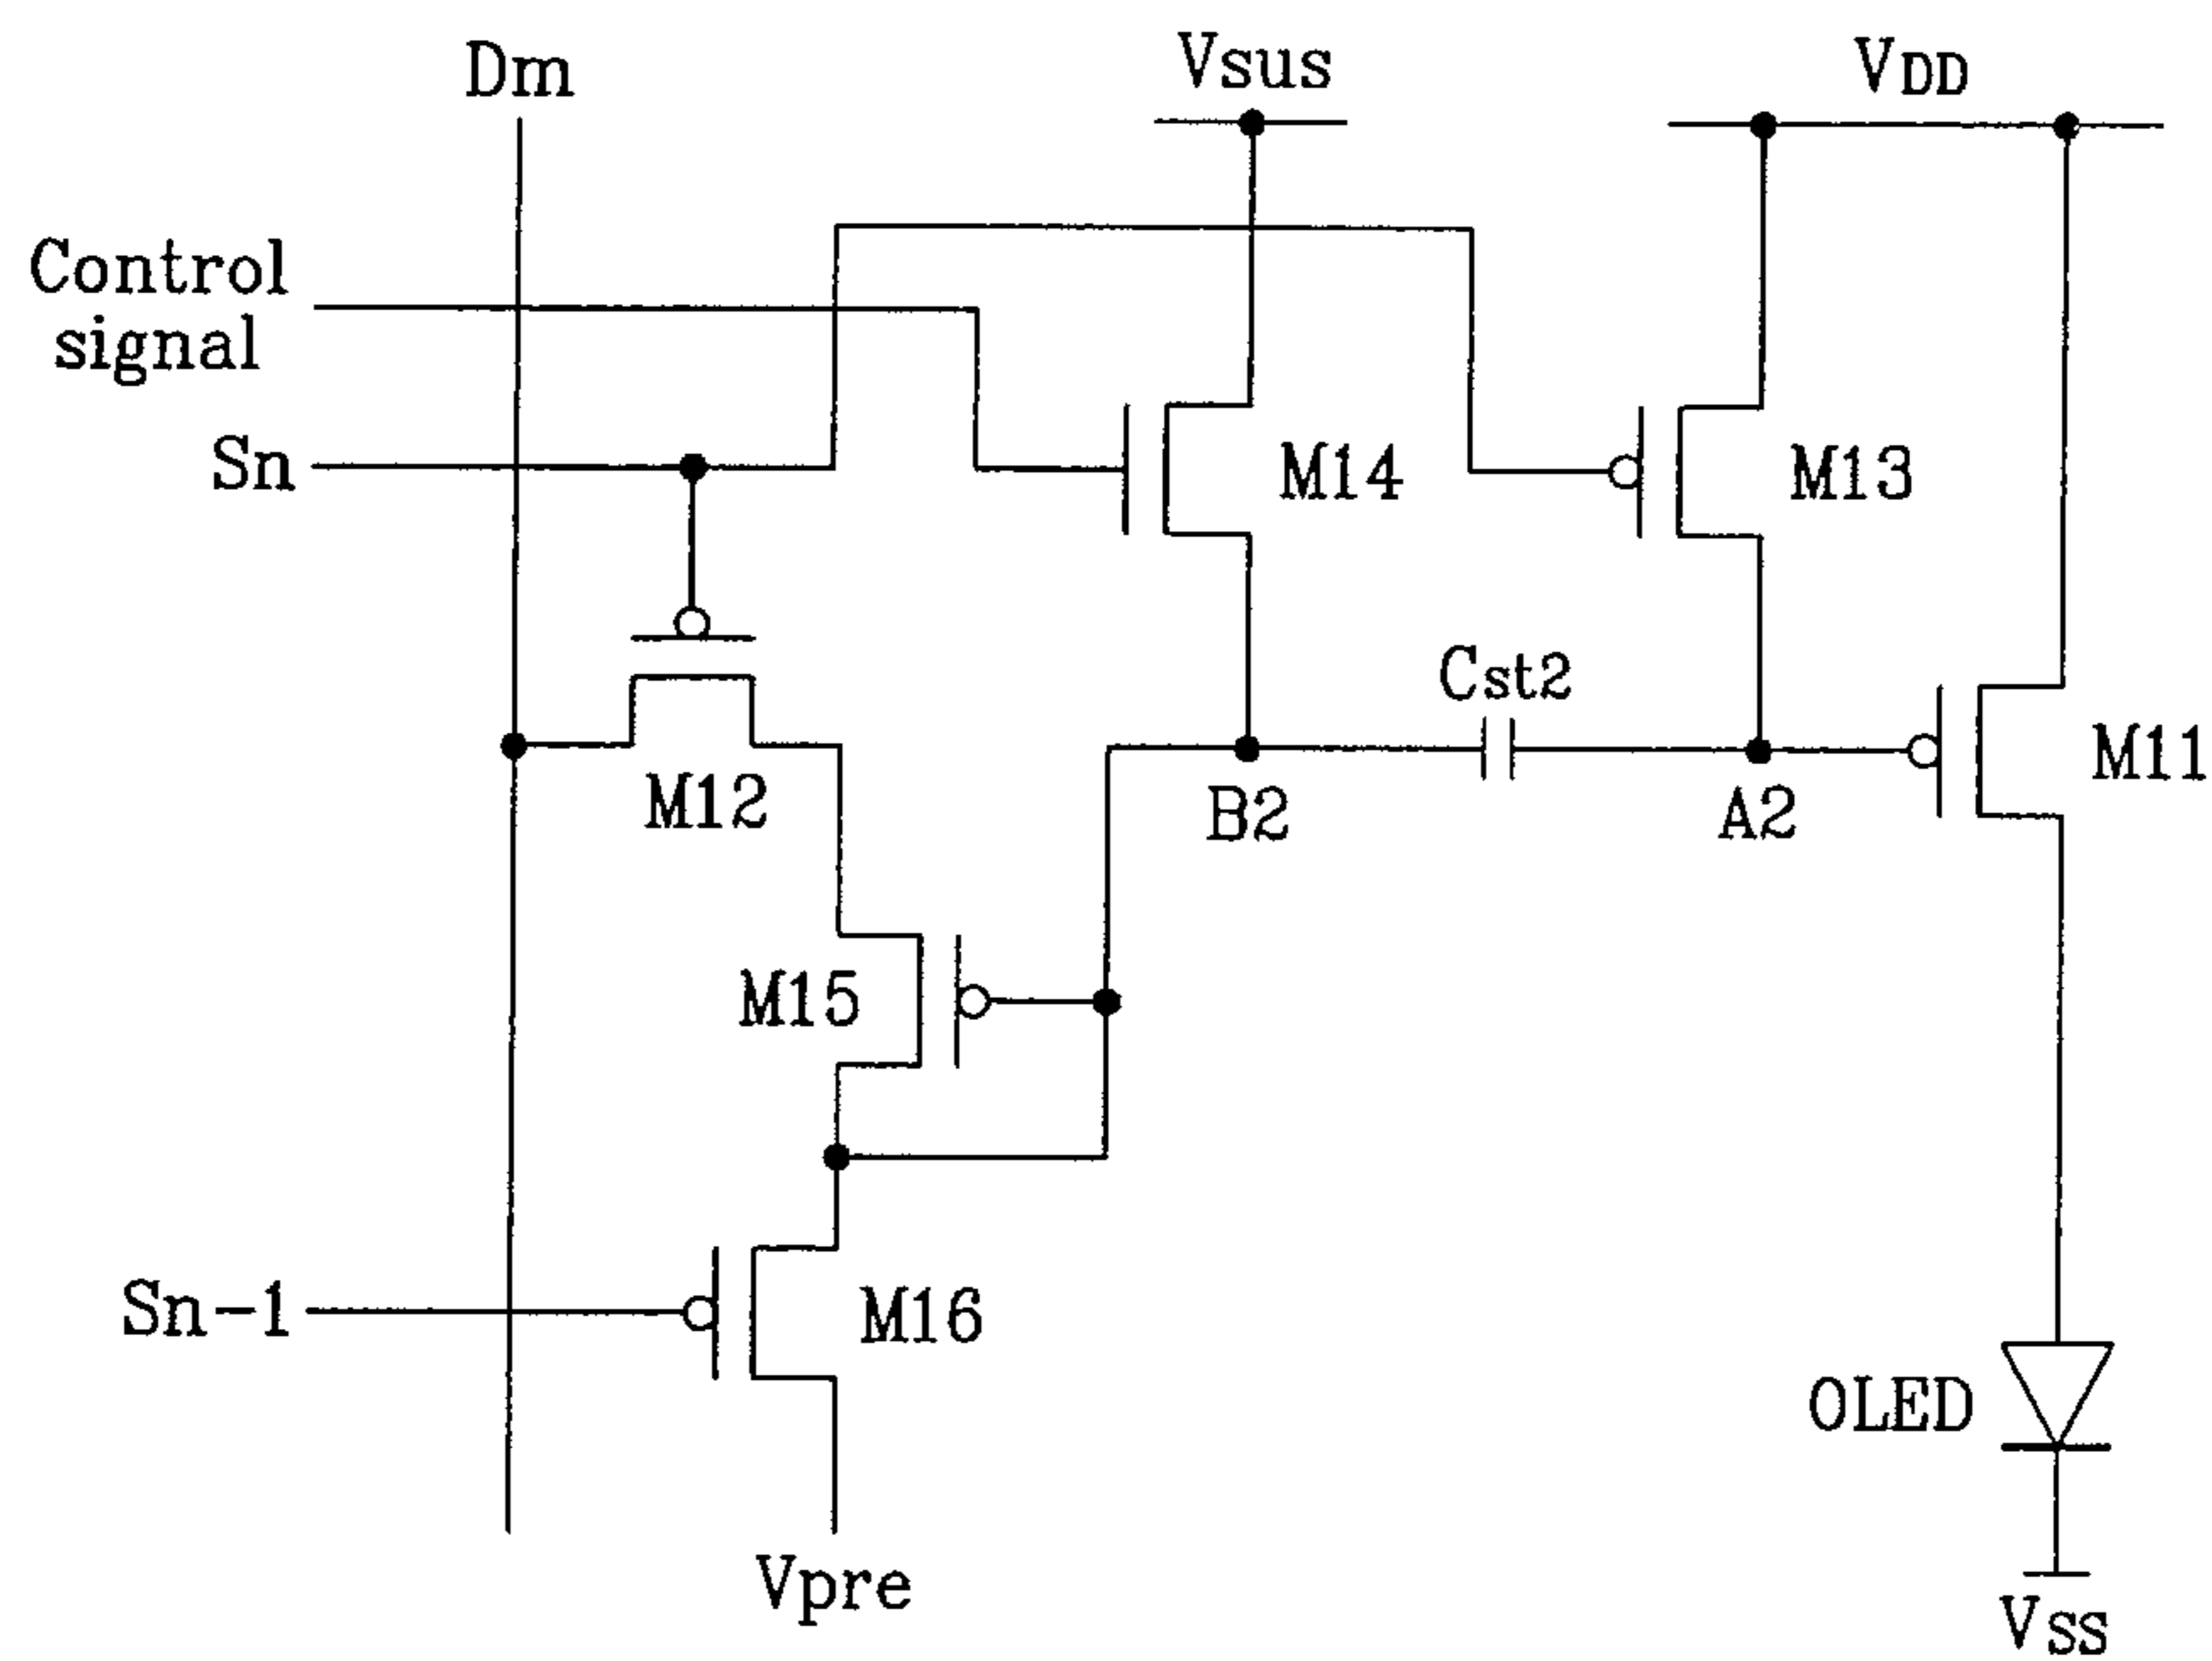 Dm
Vsus
VDD
Control
signal
Sn
M14
M13
Cst2
M11
M12
B2
A2
M15
Sn-1
M16
OLED
Vpre
VSS